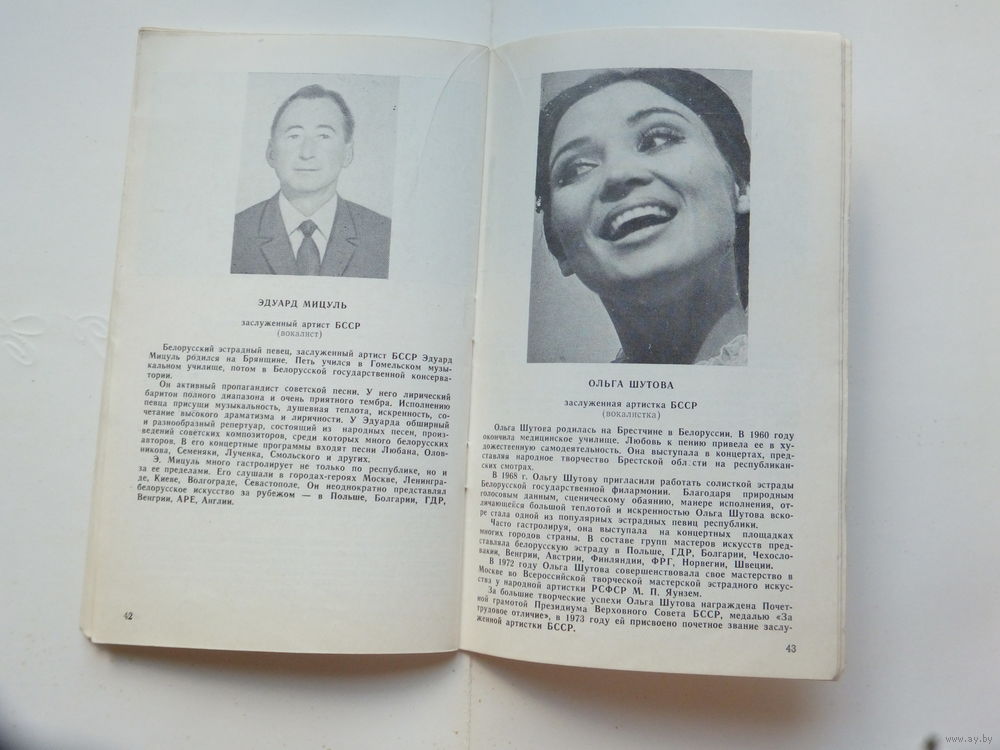 ЭДУАРД МИЦУЛЬ
заслуженный артист БССР
(вокалист)
Белорусский эстрадный певец, заслуженный артист БССР Эдуард
Мицуль родился на Брянщине. Петь учился в Гомельском музы-
кальном училище, потом в Белорусской государственной консерва-
тории.
Он активный пропагандист советской песни. У него лирический
баритон полного диапазона и очень приятного тембра. Исполнению
певца присущи музыкальность, душевная теплота, искренность, со-
четание высокого драматизма и лиричности. У Эдуарда обширный
и разнообразный репертуар, состоящий из народных песен, произ-
ведений советских композиторов, среди которых много белорусских
авторов. В его концертные программы входят песни Любана, Олов-
никова, Семеняки, Лученка, Смольского и других.
Э. Мицуль много гастролирует не только по республике, но и
за ее пределами. Его слушали в городах-героях Москве, Ленингра-
де, Киеве, Волгограде, Севастополе. Он неоднократно представлял
белорусское искусство за рубежом — в Польше, Болгарии, ГДР,
Венгрии, АРЕ, Англии.
42
ОЛЬГА ШУТОВА
заслуженная артистка БССР
(вокалистка)
Ольга Шутова родилась на Брестчине в Белоруссии. В 1960 году
окончила медицинское училище. Любовь к пению привела ее в ху-
дожественную самодеятельность. Она выступала в концертах, пред-
ставляя народное творчество Брестской обл сти на республикан-
ских смотрах.
В 1968 г. Ольгу Шутову пригласили работать солисткой эстрады
Белорусской государственной филармонии. Благодаря природным
голосовым данным, сценическому обаянию, манере исполнения, от-
личающейся большой теплотой и искренностью Ольга Шутова вско-
ре стала одной из популярных эстрадных певиц республики.
Часто гастролируя, она выступала на концертных площадках
многих городов страны. В составе групп мастеров искусств пред-
ставляла белорусскую эстраду в Польше, ГДР, Болгарии, Чехосло-
вакии, Венгрии, Австрии, Финляндии, ФРГ, Норвегии, Швеции.
В 1972 году Ольга Шутова совершенствовала свое мастерство в
Москве во Всероссийской творческой мастерской эстрадного искус-
ства у народной артистки РСФСР М. П. Яунзем.
За большие творческие успехи Ольга Шутова награждена Почет-
ной грамотой Президиума Верховного Совета БССР, медалью «За
трудовое отличие», в 1973 году ей присвоено почетное звание заслу-
женной артистки БССР.
43
www.ay.by